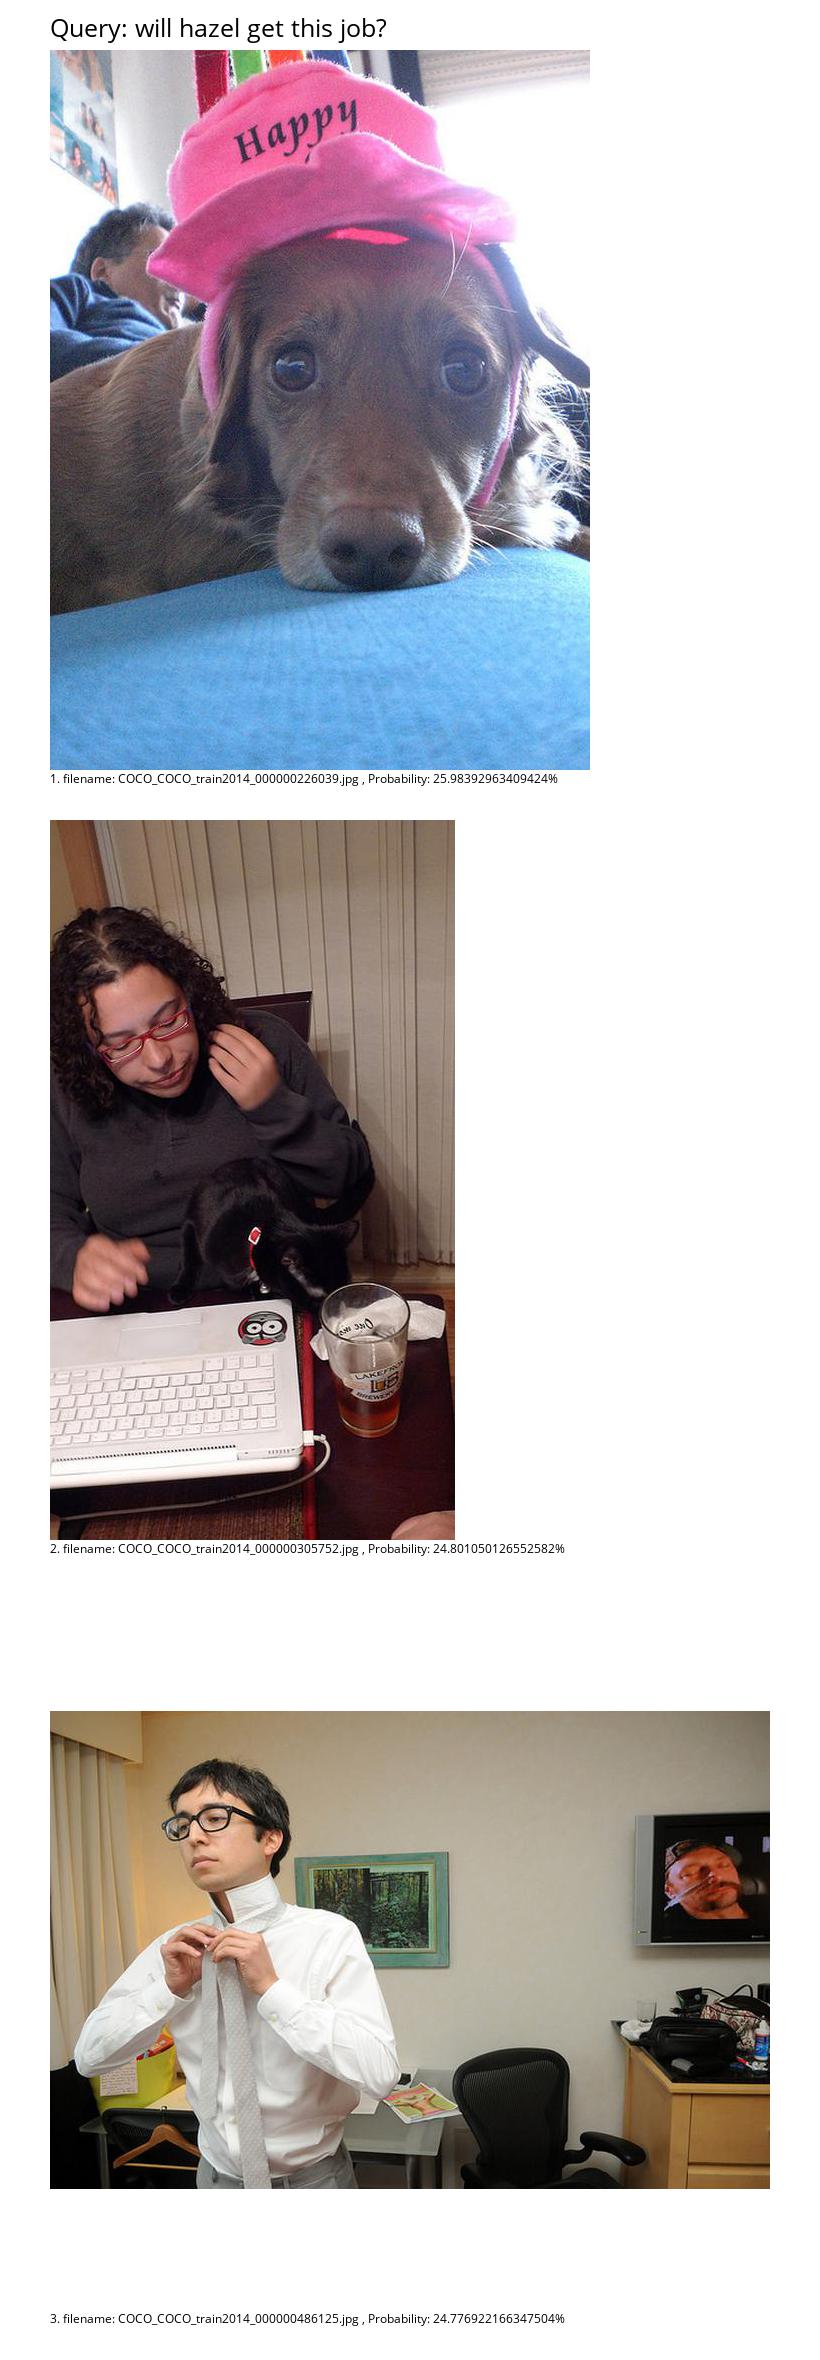 Query: will hazel get this job?
Happy
1. filename: COCO_COCO_train2014_000000226039.jpg , Probability: 25.98392963409424%
One more
LAKEFRONT
BREWERY
2. filename: COCO_COCO_train2014_000000305752.jpg , Probability: 24.801050126552582%
3. filename: COCO_COCO_train2014_000000486125.jpg , Probability: 24.776922166347504%